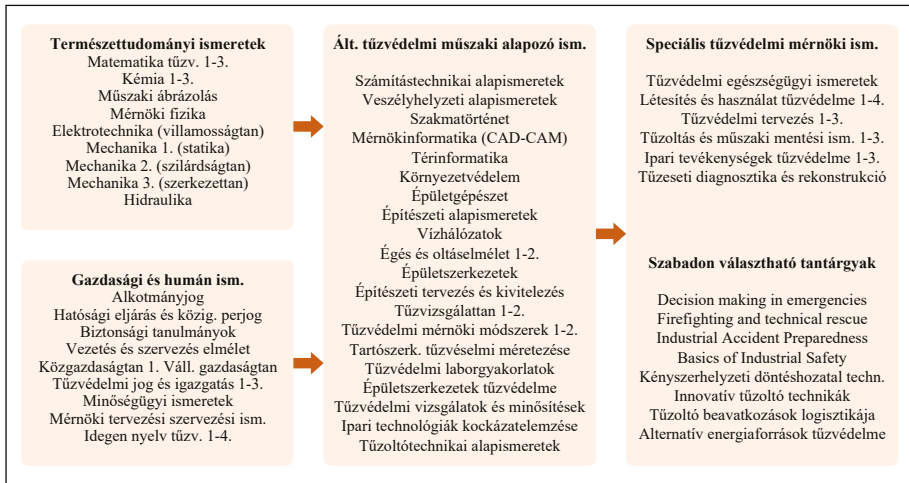 Természettudományi ismeretek
Matematika tűzv. 1-3.
Kémia 1-3.
Műszaki ábrázolás
Mérnöki fizika
Elektrotechnika (villamosságtan)
Mechanika 1. (statika)
Mechanika 2. (szilárdságtan)
Mechanika 3. (szerkezettan)
Hidraulika
Gazdasági és humán ism.
Alkotmányjog
Hatósági eljárás és közig. perjog
Biztonsági tanulmányok
Vezetés és szervezés elmélet
Közgazdaságtan 1. Váll. gazdaságtan
Tűzvédelmi jog és igazgatás 1-3.
Minőségügyi ismeretek
Mérnöki tervezési szervezési ism.
Idegen nyelv tűzv. 1-4.
Ált. tűzvédelmi műszaki alapozó ism.
Számítástechnikai alapismeretek
Veszélyhelyzeti alapismeretek
Szakmatörténet
Mérnökinformatika (CAD-CAM)
Térinformatika
Környezetvédelem
Épületgépészet
Építészeti alapismeretek
Vízhálózatok
Égés és oltáselmélet 1-2.
Épületszerkezetek
Építészeti tervezés és kivitelezés
Tűzvizsgálattan 1-2.
Tűzvédelmi mérnöki módszerek 1-2.
Tartószerk. tűzvéselmi méretezése
Tűzvédelmi laborgyakorlatok
Épületszerkezetek tűzvédelme
Tűzvédelmi vizsgálatok és minősítések
Ipari technológiák kockázatelemzése
Tűzoltótechnikai alapismeretek
Speciális tűzvédelmi mérnöki ism.
Tűzvédelmi egészségügyi ismeretek
Létesítés és használat tűzvédelme 1-4.
Tűzvédelmi tervezés 1-3.
Tűzoltás és műszaki mentési ism. 1-3.
Ipari tevékenységek tűzvédelme 1-3.
Tűzeseti diagnosztika és rekonstrukció
Szabadon választható tantárgyak
Decision making in emergencies
Firefighting and technical rescue
Industrial Accident Preparedness
Basics of Industrial Safety
Kényszerhelyzeti döntéshozatal techn.
Innovatív tűzoltó technikák
Tűzoltó beavatkozások logisztikája
Alternatív energiaforrások tűzvédelme